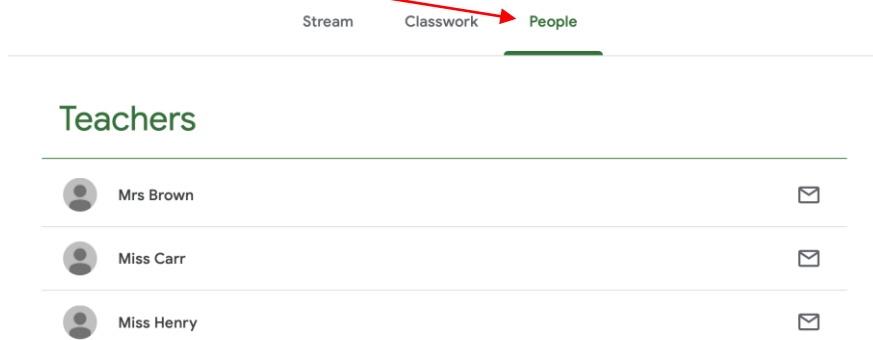 Stream Classwork People
Teachers
Mrs Brown
Miss Carr
Miss Henry